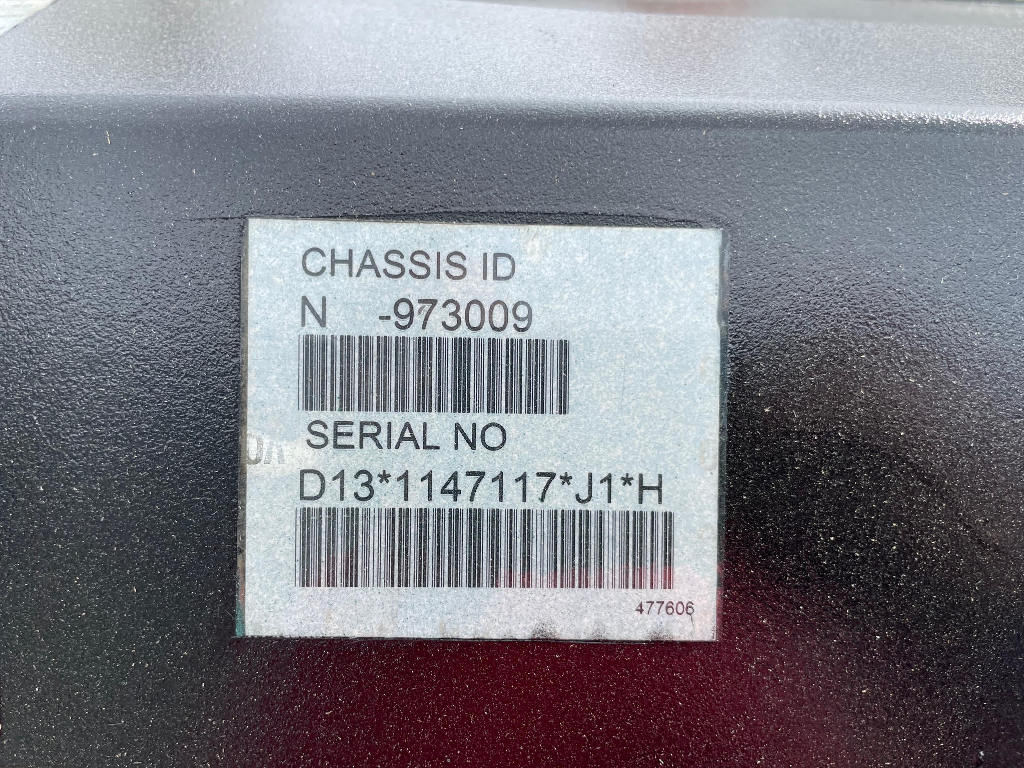 CHASSIS ID
N -973009
SERIAL NO
D13*1147117*J1*H
477606